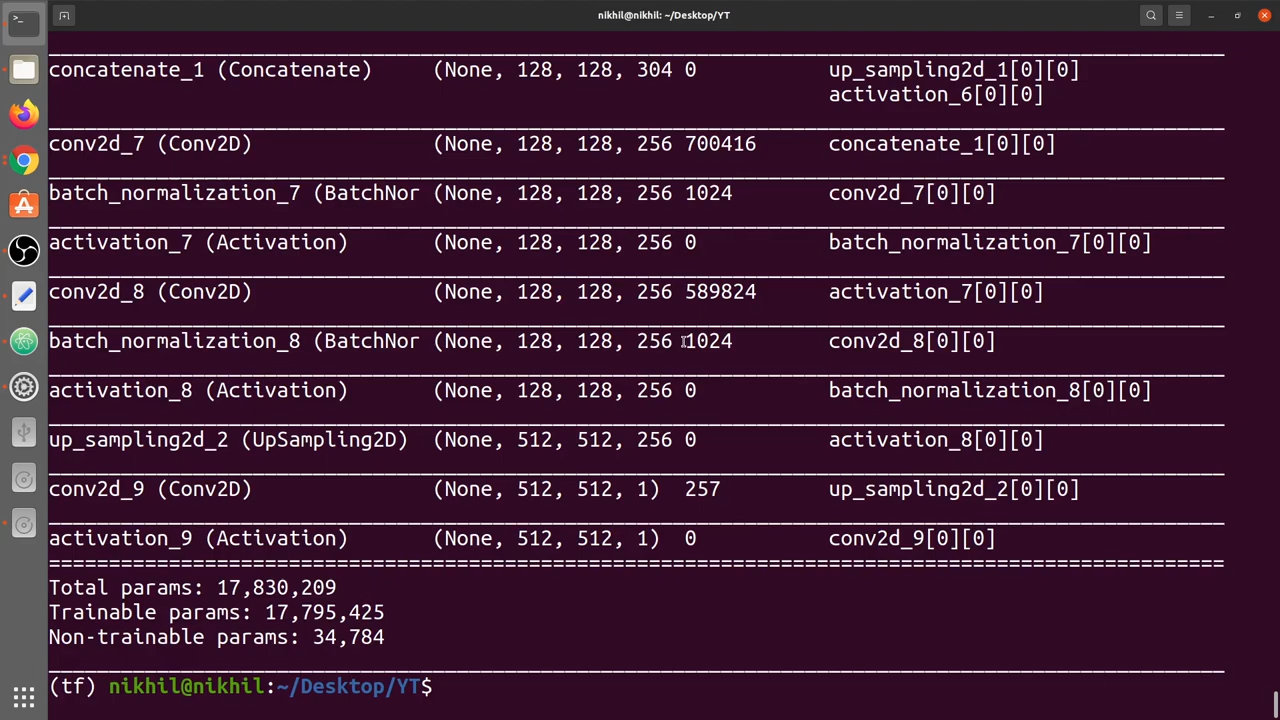 nikhil@nikhil: ~/Desktop/YT
concatenate_1 (Concatenate) (None, 128, 128, 304 0 up_sampling2d_1[0][0]
activation_6[0][0]
conv2d_7 (Conv2D) (None, 128, 128, 256 700416 concatenate_1[0][0]
batch_normalization_7 (BatchNor (None, 128, 128, 256 1024 conv2d_7[0][0]
activation_7 (Activation) (None, 128, 128, 256 0 batch_normalization_7[0][0]
conv2d_8 (Conv2D) (None, 128, 128, 256 589824 activation_7[0][0]
batch_normalization_8 (BatchNor (None, 128, 128, 256 1024 conv2d_8[0][0]
activation_8 (Activation) (None, 128, 128, 256 0 batch_normalization_8[0][0]
up_sampling2d_2 (UpSampling2D) (None, 512, 512, 256 0 activation_8[0][0]
conv2d_9 (Conv2D) (None, 512, 512, 1) 257 up_sampling2d_2[0][0]
activation_9 (Activation) (None, 512, 512, 1) 0 conv2d_9[0][0]
Total params: 17,830,209
Trainable params: 17,795,425
Non-trainable params: 34,784
(tf) nikhil@nikhil:~/Desktop/YT$